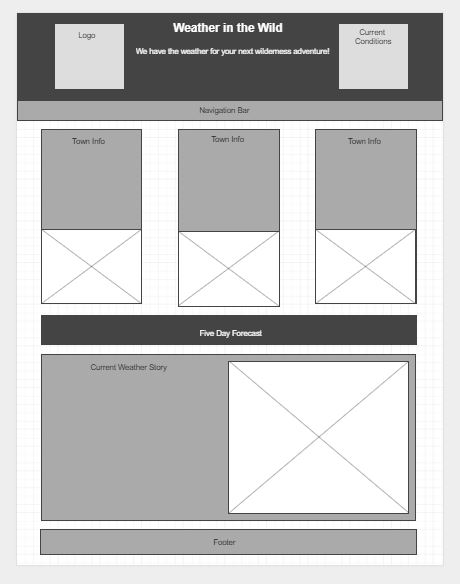 Weather in the Wild
Logo
We have the weather for your next wilderness adventure!
Current
Conditions
Navigation Bar
Town Info
Town Info
Town Info
Five Day Forecast
Current Weather Story
Footer